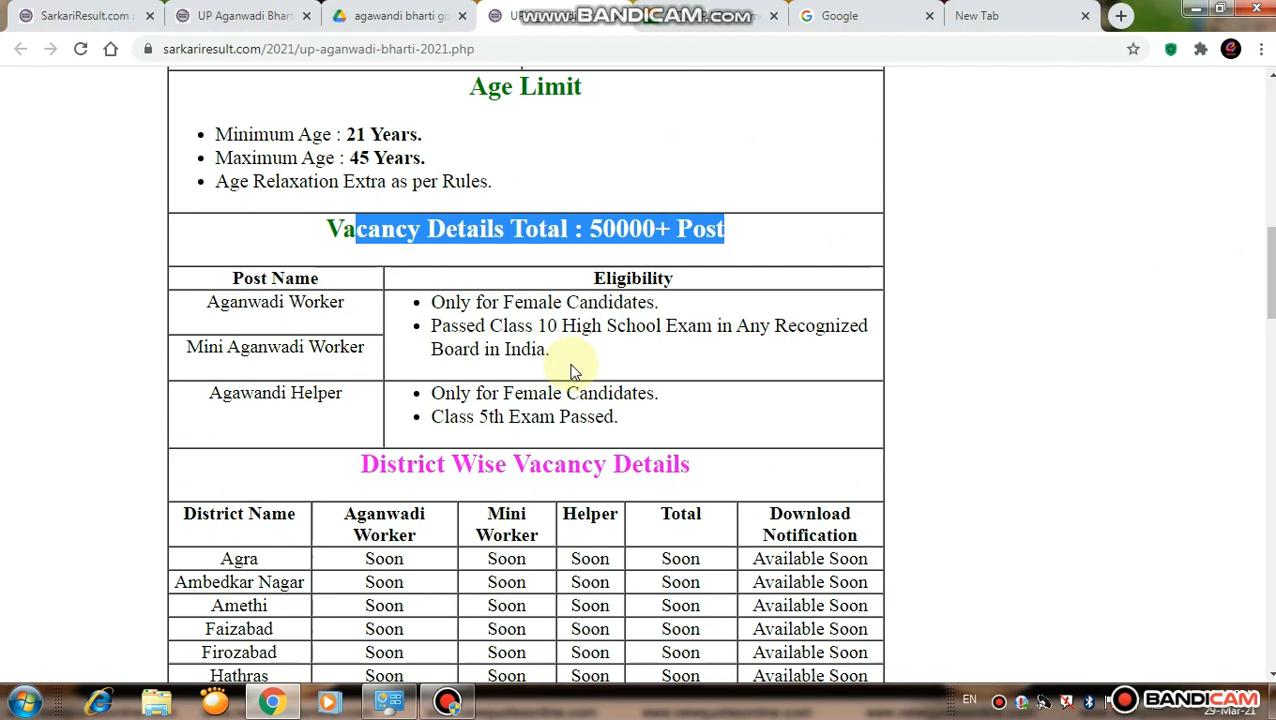 SarkariResult.com
UP Aganwadi Bharti
agawandi bharti g
www.BANDICAM.com
Google
New Tab
sarkariresult.com/2021/up-aganwadi-bharti-2021.php
Age Limit
Minimum Age : 21 Years.
Maximum Age : 45 Years.
Age Relaxation Extra as per Rules.
Vacancy Details Total : 50000+ Post
Post Name Eligibility
Aganwadi Worker
Only for Female Candidates.
Passed Class 10 High School Exam in Any Recognized
Mini Aganwadi Worker
Board in India.
Agawandi Helper
Only for Female Candidates.
Class 5th Exam Passed.
District Wise Vacancy Details
District Name Aganwadi Worker Mini Worker Helper Total Download Notification
Agra Soon Soon Soon Soon Available Soon
Ambedkar Nagar Soon Soon Soon Soon Available Soon
Amethi Soon Soon Soon Soon Available Soon
Faizabad Soon Soon Soon Soon Available Soon
Firozabad Soon Soon Soon Soon Available Soon
Hathras Soon Soon Soon Soon Available Soon
EN
BANDICAM
29-Mar-21